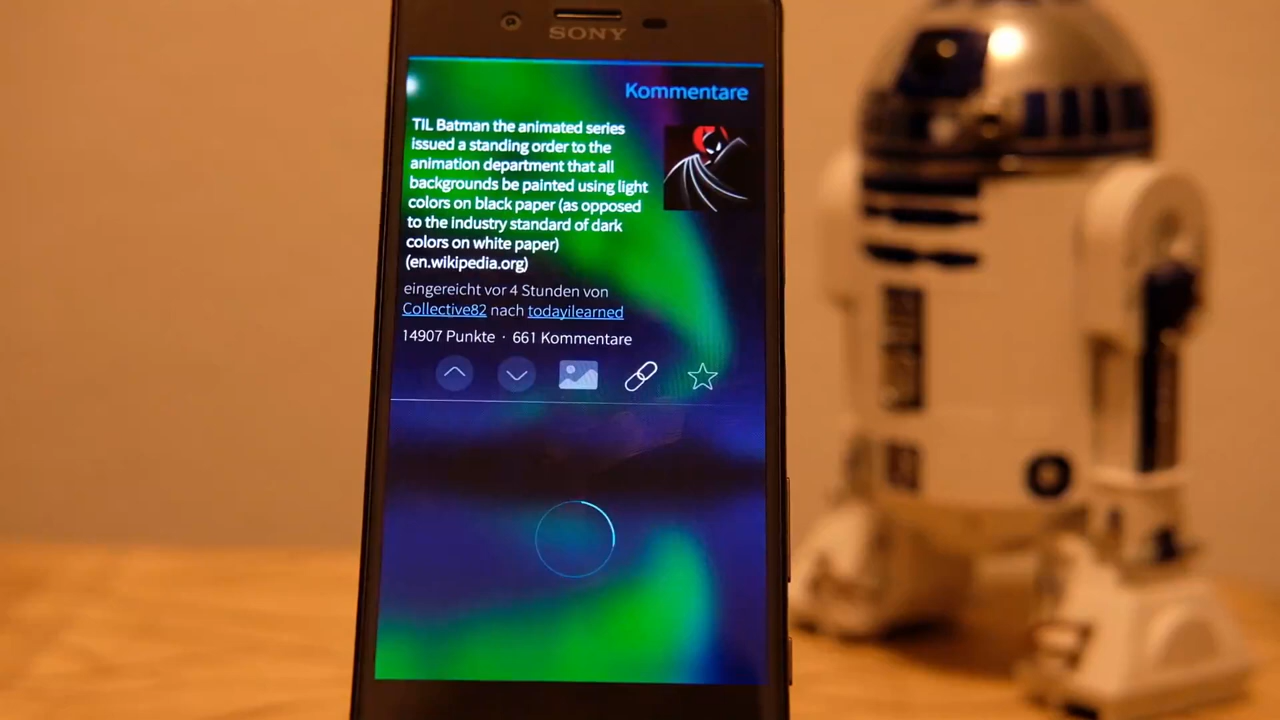 SONY
Kommentare
TIL Batman the animated series
issued a standing order to the
animation department that all
backgrounds be painted using light
colors on black paper (as opposed
to the industry standard of dark
colors on white paper)
(en.wikipedia.org)
eingereicht vor 4 Stunden von
Collective82 nach todayilearned
14907 Punkte · 661 Kommentare